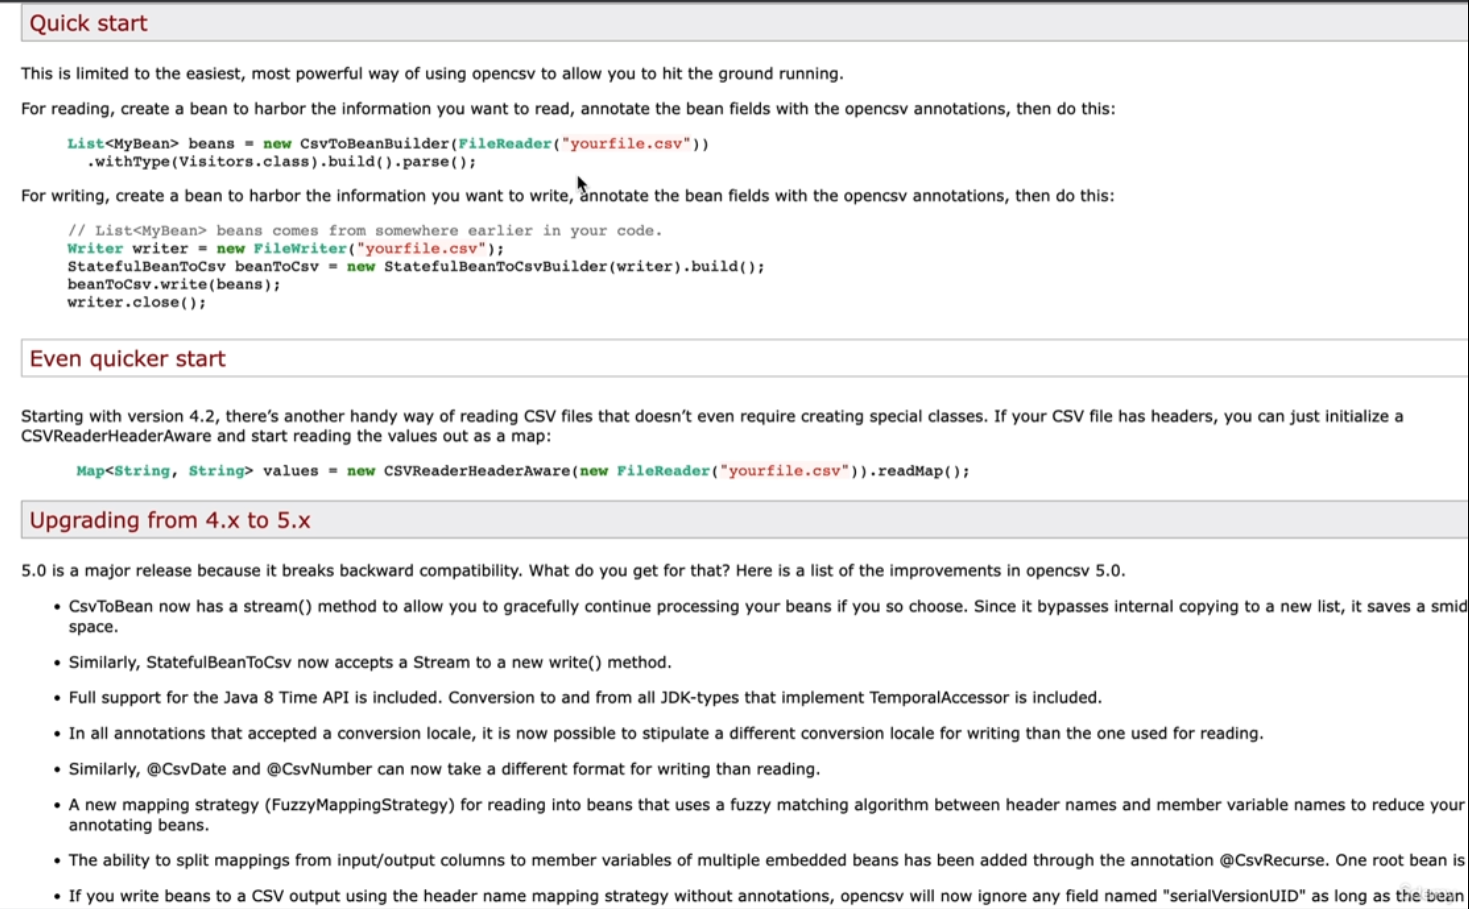 Quick start
This is limited to the easiest, most powerful way of using opencsv to allow you to hit the ground running.
For reading, create a bean to harbor the information you want to read, annotate the bean fields with the opencsv annotations, then do this:
List<MyBean> beans = new CsvToBeanBuilder(FileReader("yourfile.csv"))
.withType(Visitors.class).build().parse();
For writing, create a bean to harbor the information you want to write, annotate the bean fields with the opencsv annotations, then do this:
// List<MyBean> beans comes from somewhere earlier in your code.
Writer writer = new FileWriter("yourfile.csv");
StatefulBeanToCsv beanToCsv = new StatefulBeanToCsvBuilder(writer).build();
beanToCsv.write(beans);
writer.close();
Even quicker start
Starting with version 4.2, there's another handy way of reading CSV files that doesn't even require creating special classes. If your CSV file has headers, you can just initialize a
CSVReaderHeaderAware and start reading the values out as a map:
Map<String, String> values = new CSVReaderHeaderAware(new FileReader("yourfile.csv")).readMap();
Upgrading from 4.x to 5.x
5.0 is a major release because it breaks backward compatibility. What do you get for that? Here is a list of the improvements in opencsv 5.0.
• CsvToBean now has a stream() method to allow you to gracefully continue processing your beans if you so choose. Since it bypasses internal copying to a new list, it saves a smid
space.
• Similarly, StatefulBeanToCsv now accepts a Stream to a new write() method.
• Full support for the Java 8 Time API is included. Conversion to and from all JDK-types that implement TemporalAccessor is included.
• In all annotations that accepted a conversion locale, it is now possible to stipulate a different conversion locale for writing than the one used for reading.
• Similarly, @CsvDate and @CsvNumber can now take a different format for writing than reading.
• A new mapping strategy (FuzzyMappingStrategy) for reading into beans that uses a fuzzy matching algorithm between header names and member variable names to reduce your
annotating beans.
• The ability to split mappings from input/output columns to member variables of multiple embedded beans has been added through the annotation @CsvRecurse. One root bean is
• If you write beans to a CSV output using the header name mapping strategy without annotations, opencsv will now ignore any field named "serialVersionUID" as long as the bean